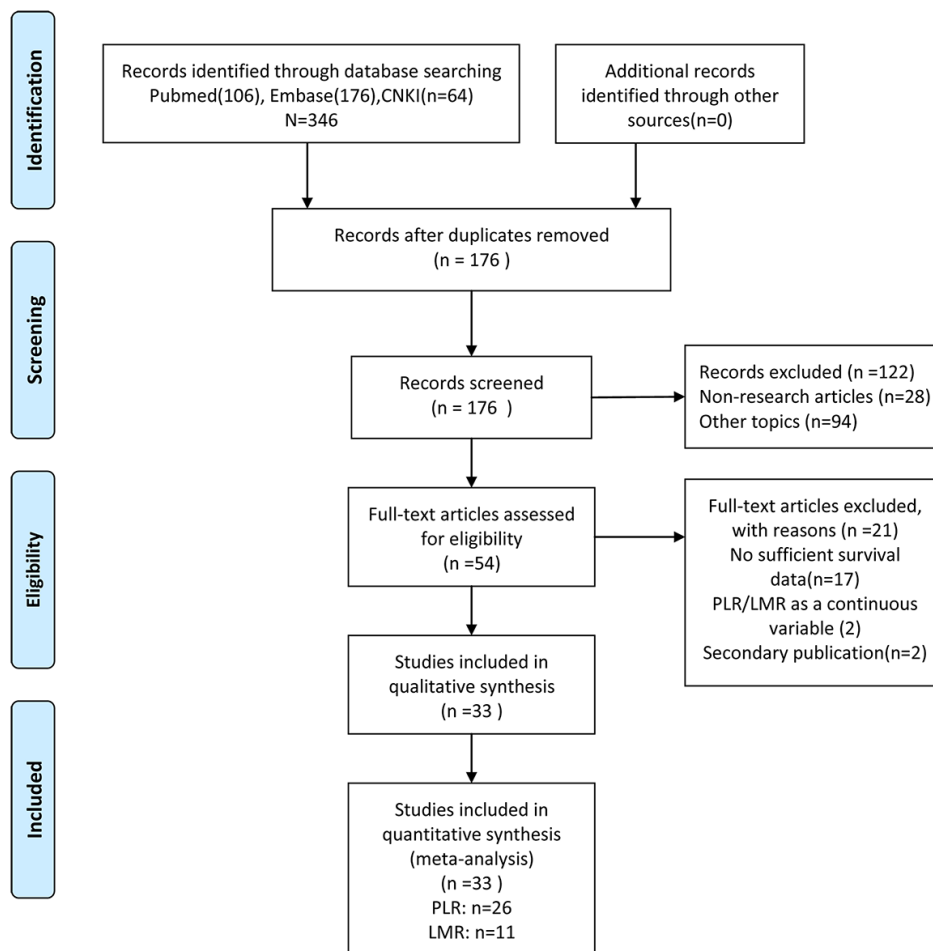 Identification
Records identified through database searching
Pubmed(106), Embase(176),CNKI(n=64)
N=346
Additional records
identified through other
sources(n=0)
Records after duplicates removed
(n = 176 )
Screening
Records screened
(n = 176 )
Records excluded (n =122)
Non-research articles (n=28)
Other topics (n=94)
Eligibility
Full-text articles assessed
for eligibility
(n =54)
Full-text articles excluded,
with reasons (n =21)
No sufficient survival
data(n=17)
PLR/LMR as a continuous
variable (2)
Secondary publication(n=2)
Studies included in
qualitative synthesis
(n =33 )
Included
Studies included in
quantitative synthesis
(meta-analysis)
(n =33 )
PLR: n=26
LMR: n=11